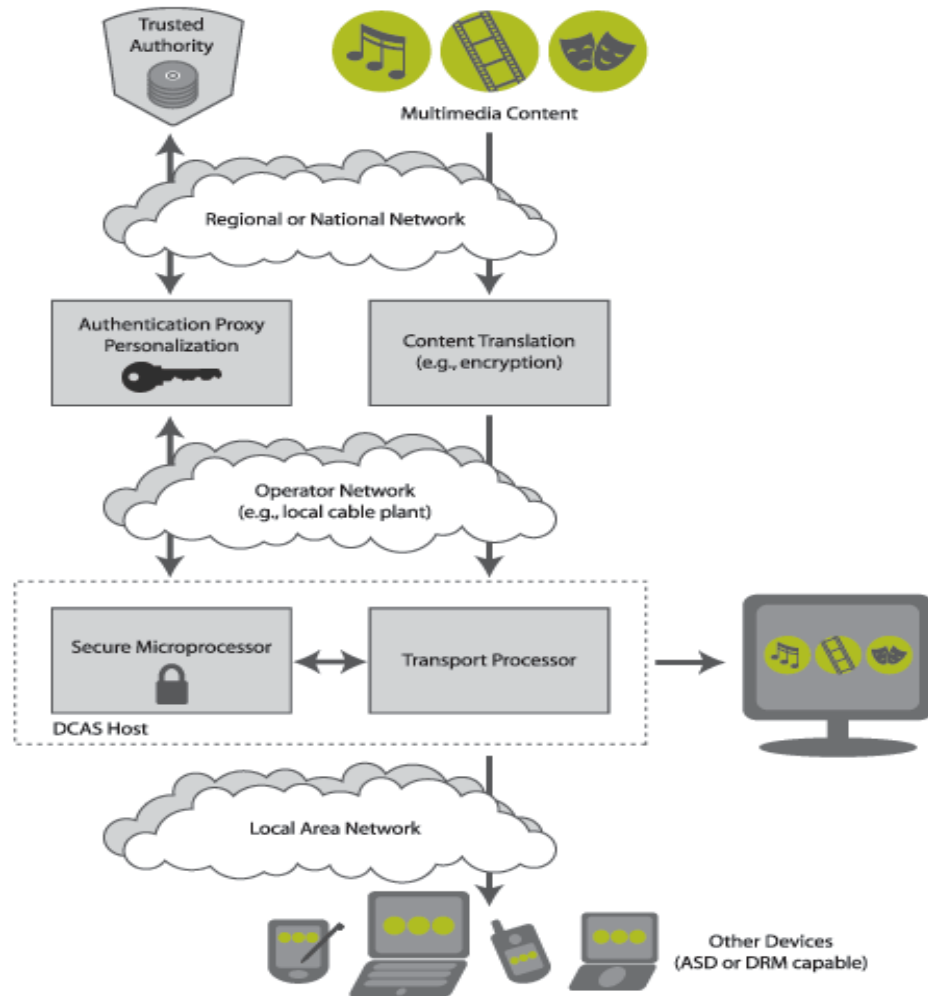 Trusted
Authority
Multimedia Content
Regional or National Network
Authentication Proxy
Personalization
Content Translation
(e.g., encryption)
Operator Network
(e.g., local cable plant)
Secure Microprocessor
Transport Processor
DCAS Host
Local Area Network
Other Devices
(ASD or DRM capable)